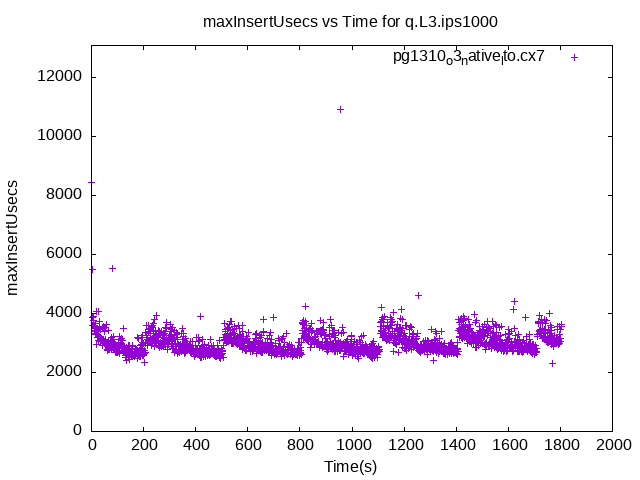 maxInsertUsecs vs Time for q.L3.ips1000
pg1310o3nativelto.cx7
12000
10000
8000
6000
4000
2000
0
maxInsertUsecs
0 200 400 600 800 1000 1200 1400 1600 1800 2000
Time(s)